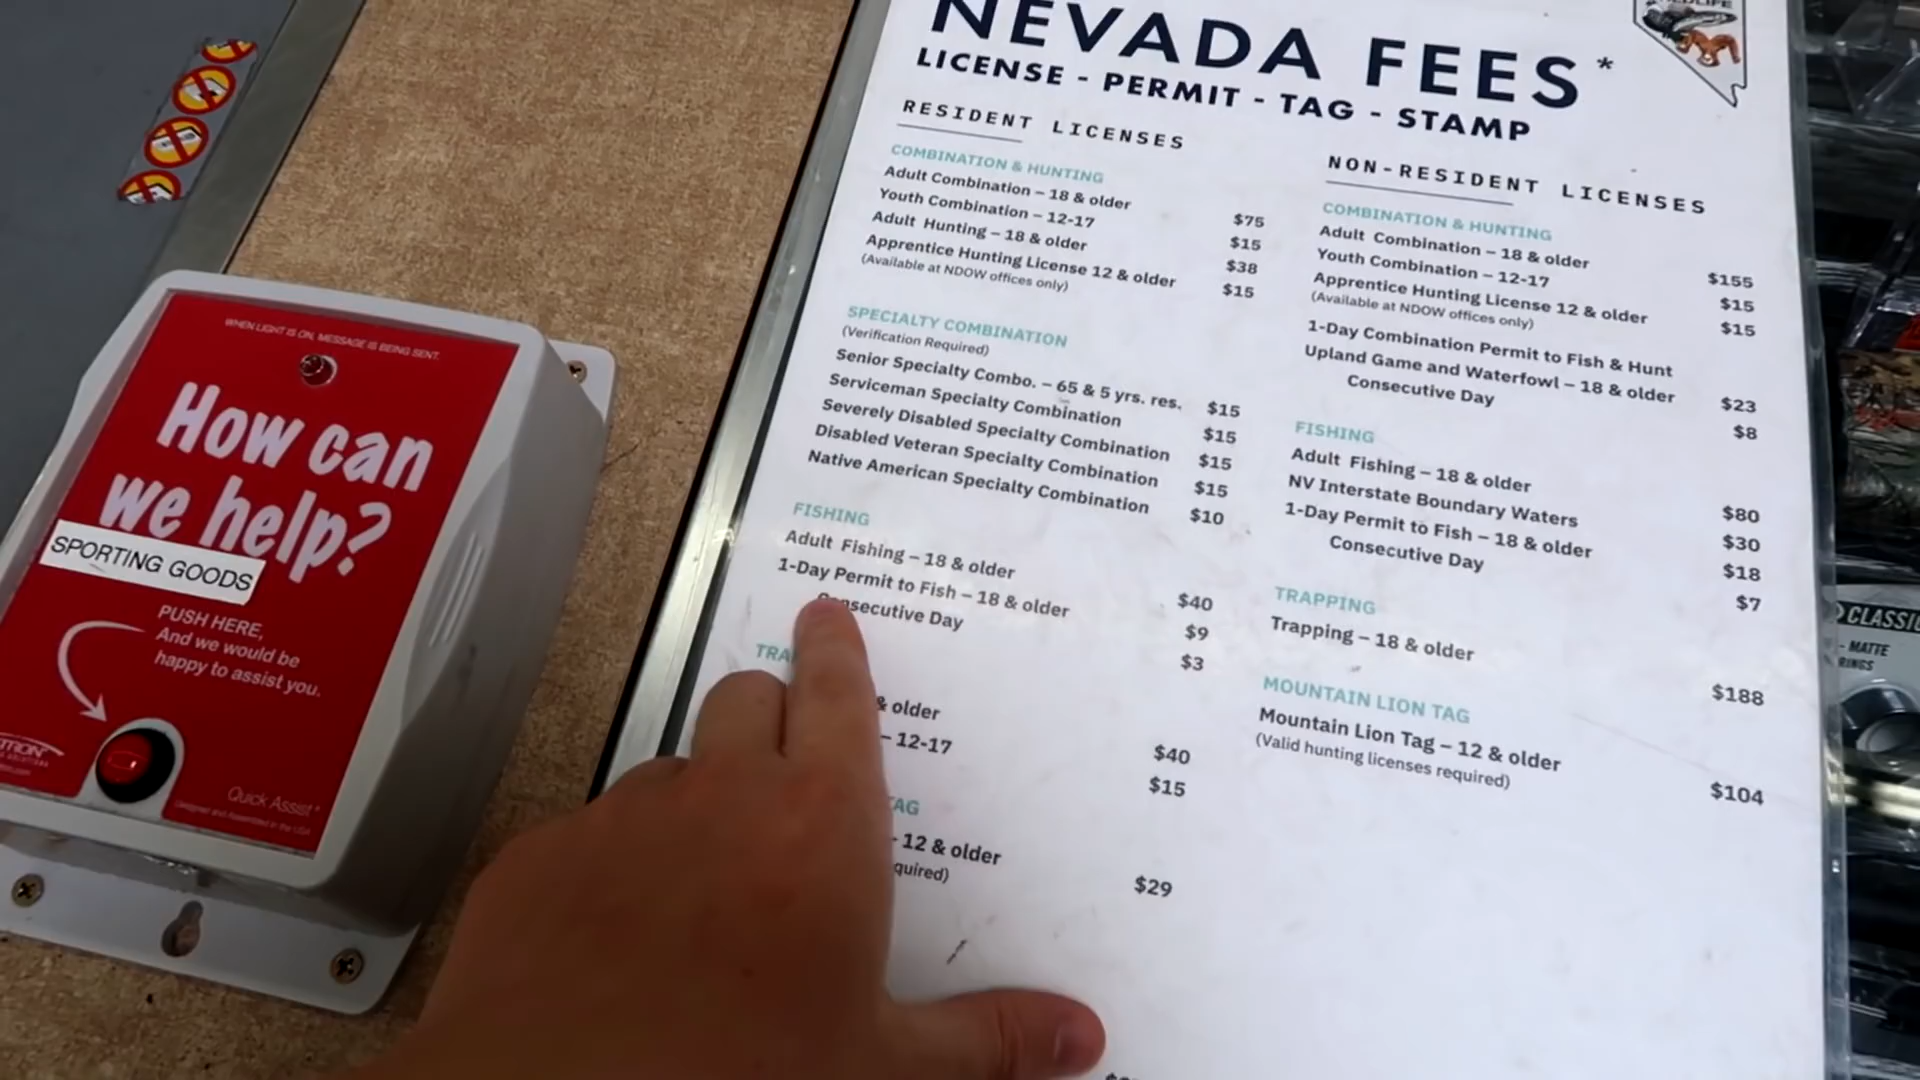 NEVADA FEES*
LICENSE - PERMIT - TAG - STAMP
RESIDENT LICENSES
COMBINATION & HUNTING
Adult Combination – 18 & older $75
Youth Combination – 12-17 $15
Adult Hunting – 18 & older $38
Apprentice Hunting License 12 & older $15
(Available at NDOW offices only)
SPECIALTY COMBINATION
(Verification Required)
Senior Specialty Combo. – 65 & 5 yrs. res. $15
Serviceman Specialty Combination $15
Severely Disabled Specialty Combination $15
Disabled Veteran Specialty Combination $15
Native American Specialty Combination $10
FISHING
Adult Fishing – 18 & older $40
1-Day Permit to Fish – 18 & older $9
Consecutive Day $3
& older $40
– 12-17 $15
TAG
- 12 & older $29
NON-RESIDENT LICENSES
COMBINATION & HUNTING
Adult Combination – 18 & older $155
Youth Combination – 12-17 $15
Apprentice Hunting License 12 & older $15
(Available at NDOW offices only)
1-Day Combination Permit to Fish & Hunt
Upland Game and Waterfowl – 18 & older $23
Consecutive Day $8
FISHING
Adult Fishing – 18 & older $80
NV Interstate Boundary Waters $30
1-Day Permit to Fish – 18 & older $18
Consecutive Day $7
TRAPPING
Trapping – 18 & older $188
MOUNTAIN LION TAG
Mountain Lion Tag – 12 & older $104
(Valid hunting licenses required)
WHEN LIGHT IS ON, MESSAGE IS BEING SENT.
How can
we help?
SPORTING GOODS
PUSH HERE,
And we would be
happy to assist you.
Quick Assist
Designed and Assembled in the USA
CLASSIC
- MATTE
RINGS